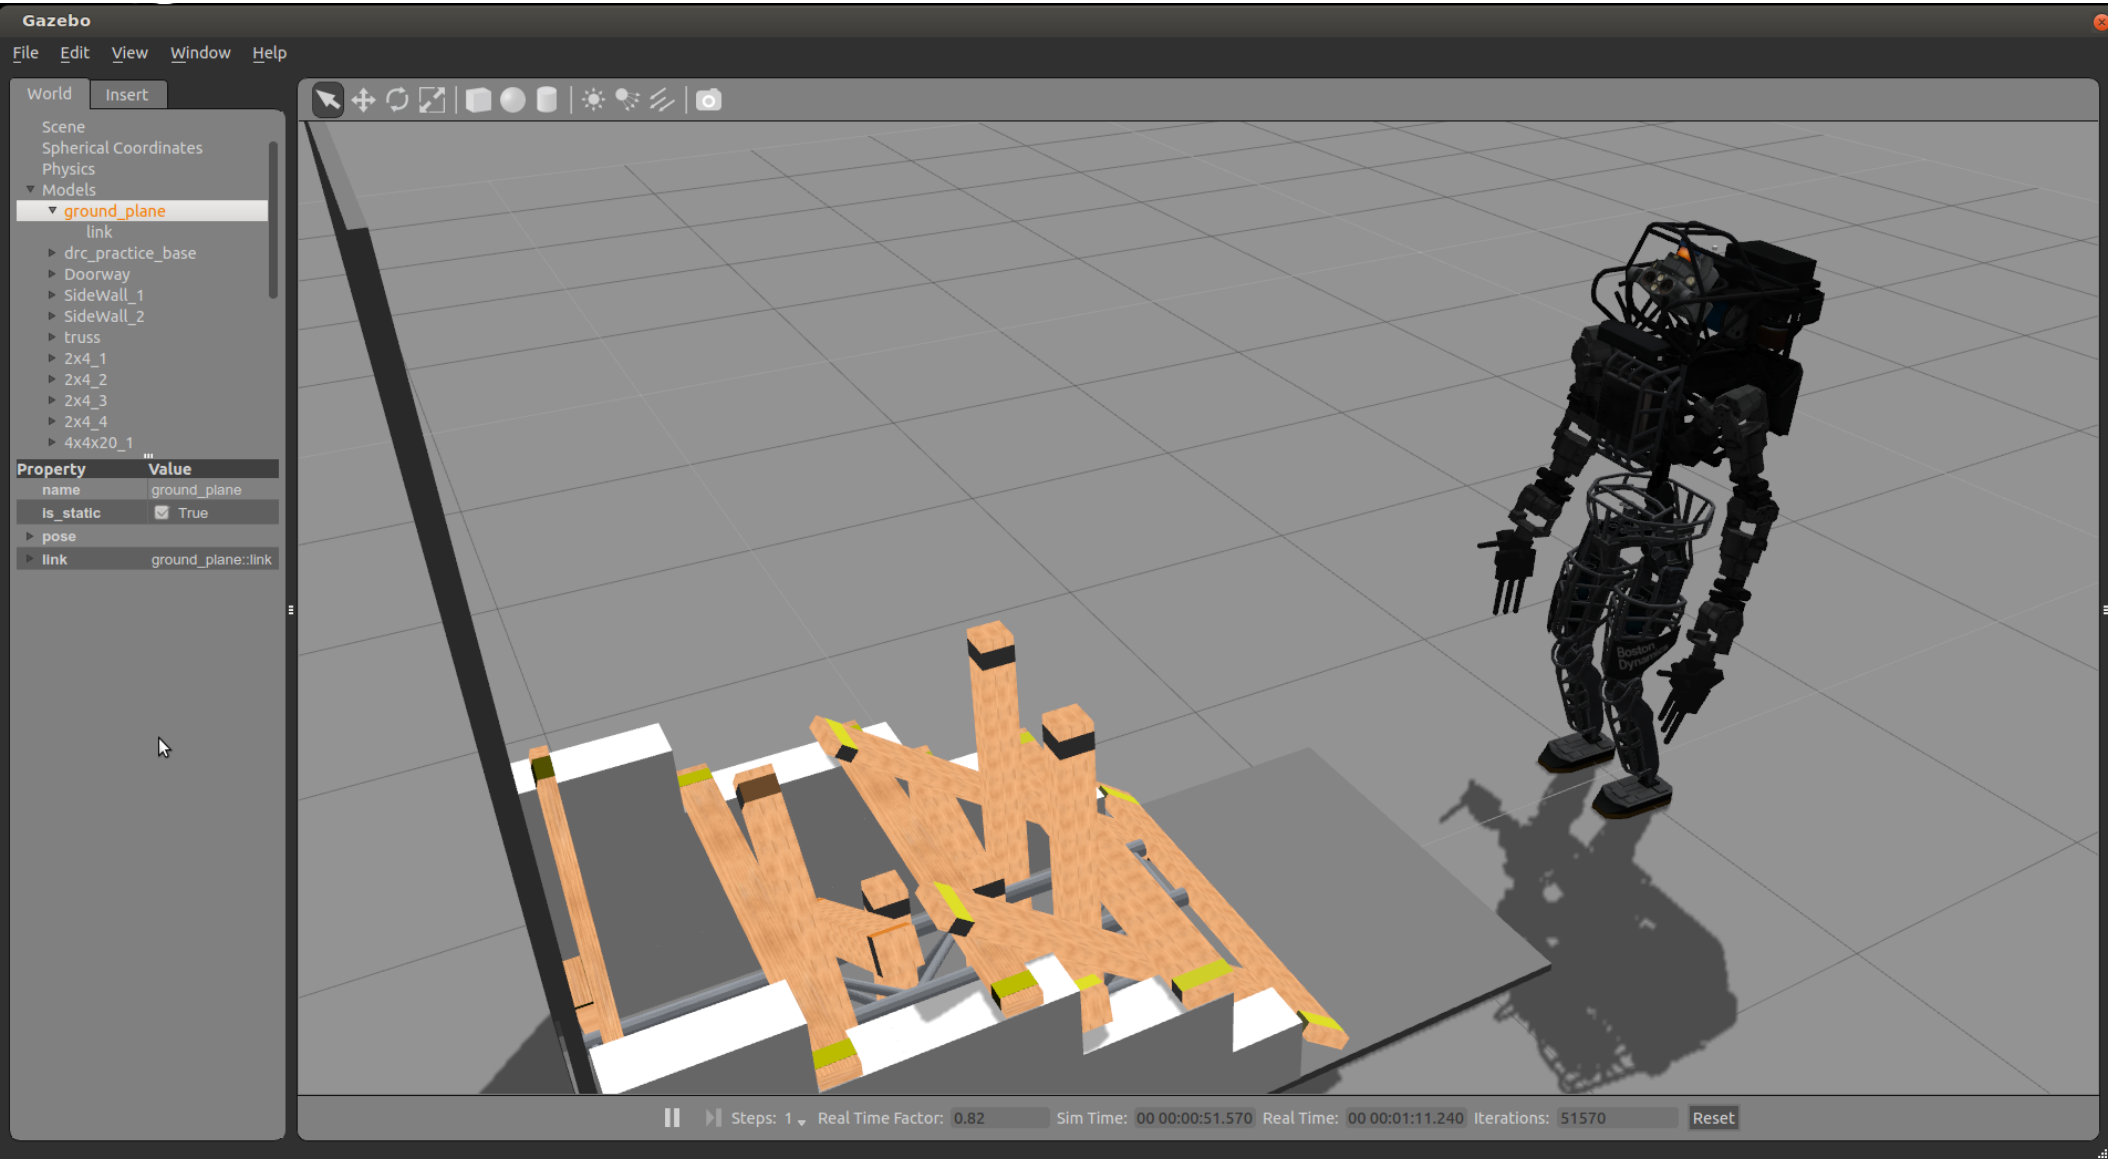 Gazebo
File Edit View Window Help
World Insert
Scene
Spherical Coordinates
Physics
Models
ground_plane
link
drc_practice_base
Doorway
SideWall_1
SideWall_2
truss
2x4_1
2x4_2
2x4_3
2x4_4
4x4x20_1
Property Value
name ground_plane
is_static True
pose
link ground_plane::link
Boston
Dynamics
Steps: 1 Real Time Factor: 0.82 Sim Time: 00 00:00:51.570 Real Time: 00 00:01:11.240 Iterations: 51570 Reset